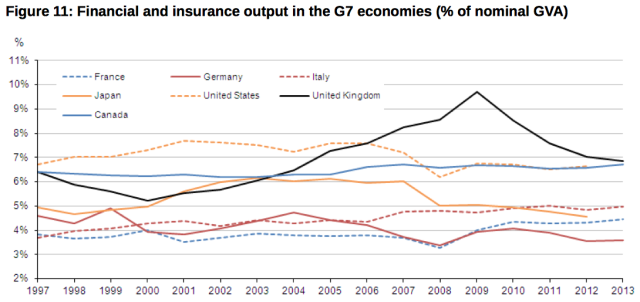 Figure 11: Financial and insurance output in the G7 economies (% of nominal GVA)
%
11%
10%
9%
8%
7%
6%
5%
4%
3%
2%
France Germany Italy
Japan United States United Kingdom
Canada
1997 1998 1999 2000 2001 2002 2003 2004 2005 2006 2007 2008 2009 2010 2011 2012 2013